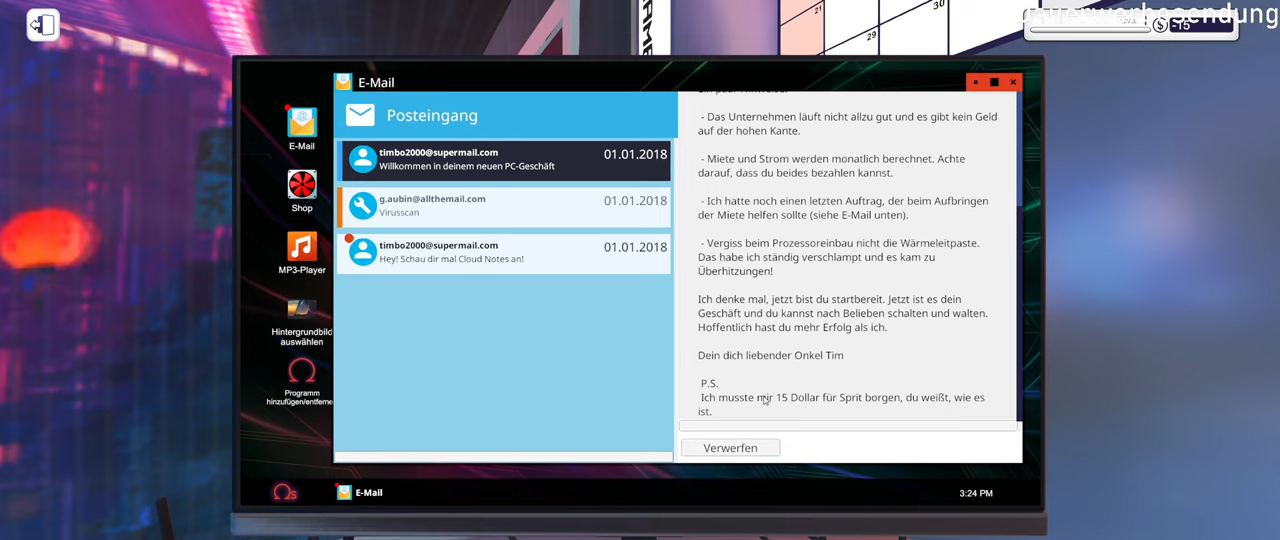 Dauerwerbesendung
21
28
29
30
-15
E-Mail
Posteingang
timbo2000@supermail.com
01.01.2018
Willkommen in deinem neuen PC-Geschäft
g.aubin@allthemail.com
01.01.2018
Virusscan
timbo2000@supermail.com
01.01.2018
Hey! Schau dir mal Cloud Notes an!
E-Mail
Shop
MP3-Player
Hintergrundbild
auswählen
Programm
hinzufügen/entferne
- Das Unternehmen läuft nicht allzu gut und es gibt kein Geld
auf der hohen Kante.
- Miete und Strom werden monatlich berechnet. Achte
darauf, dass du beides bezahlen kannst.
- Ich hatte noch einen letzten Auftrag, der beim Aufbringen
der Miete helfen sollte (siehe E-Mail unten).
- Vergiss beim Prozessoreinbau nicht die Wärmeleitpaste.
Das habe ich ständig verschlampt und es kam zu
Überhitzungen!
Ich denke mal, jetzt bist du startbereit. Jetzt ist es dein
Geschäft und du kannst nach Belieben schalten und walten.
Hoffentlich hast du mehr Erfolg als ich.
Dein dich liebender Onkel Tim
P.S.
Ich musste mir 15 Dollar für Sprit borgen, du weißt, wie es
ist.
Verwerfen
E-Mail
3:24 PM